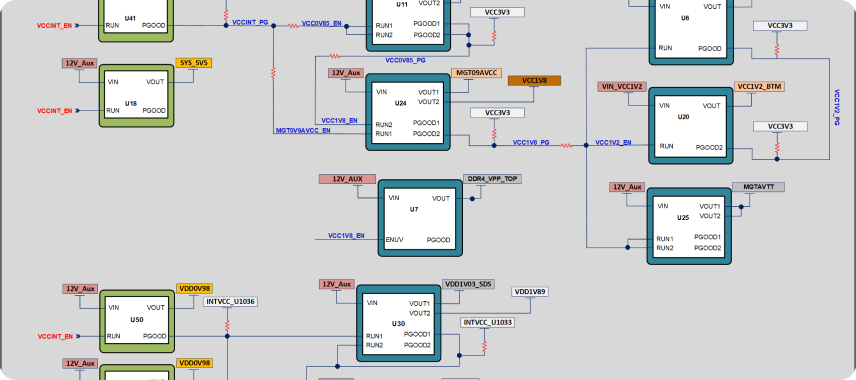 U41
RUN
PGOOD
VCCINT_EN
VCCINT_PG
VCC0V85_EN
U11
VOUT2
RUN1
RUN2
PGOOD1
PGOOD2
VCC3V3
VCC0V85_PG
U6
RUN
PGOOD
VCC3V3
12V_Aux
SYS_5V5
VIN
VOUT
U18
RUN
PGOOD
VCCINT_EN
12V_Aux
MGT09AVCC
VCC1V8
VIN
VOUT1
VOUT2
U24
RUN2
RUN1
PGOOD1
PGOOD2
VCC1V8_EN
MGT0V9AVCC_EN
VCC3V3
VCC1V8_PG
VCC1V2_EN
VIN_VCC1V2
VCC1V2_BTM
VIN
VOUT
U20
RUN
PGOOD2
VCC3V3
VCC1V2_PG
12V_AUX
DDR4_VPP_TOP
VIN
VOUT
U7
ENUV
PGOOD
VCC1V8_EN
12V_Aux
MGTAVTT
VIN
VOUT1
VOUT2
U25
RUN1
RUN2
PGOOD1
PGOOD2
12V_Aux
VDD0V98
VIN
VOUT
U50
RUN
PGOOD
VCCINT_EN
INTVCC_U1036
12V_Aux
VDD1V03_SD5
VDD1V89
VIN
VOUT1
VOUT2
U30
RUN1
RUN2
PGOOD1
PGOOD2
INTVCC_U1033
12V_Aux
VDD0V98